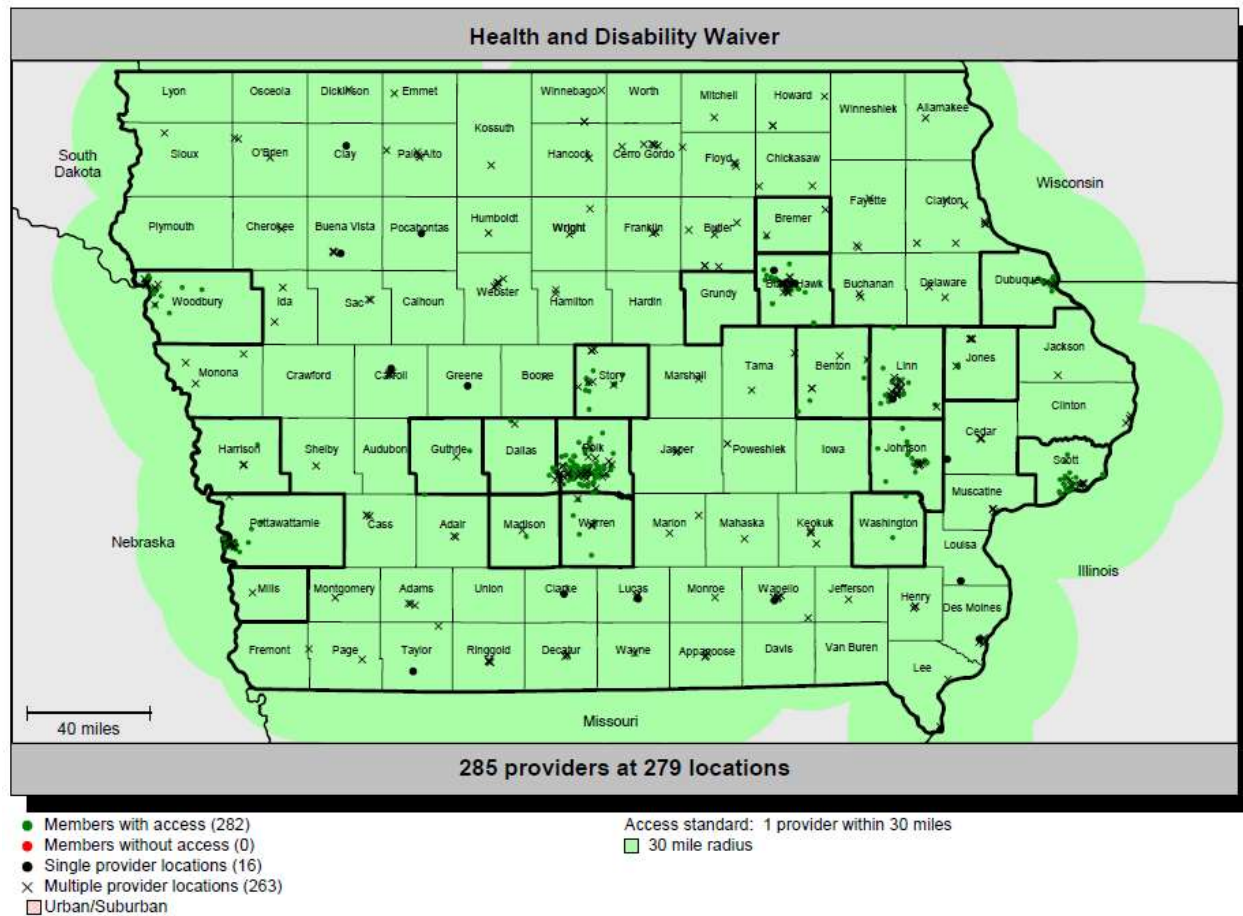 Health and Disability Waiver
Lyon Osceola Dickinson Emmet Winnebago Worth Mitchell Howard Winneshiek Allamakee
Kossuth
South Dakota
Sioux O'Brien Clay Palo Alto Hancock Cerro Gordo Floyd Chickasaw
Wisconsin
Plymouth Cherokee Buena Vista Pocahontas Humboldt Wright Franklin Butler Bremer Fayette Clayton
Woodbury Ida Sac Calhoun Webster Hamilton Hardin Grundy Black Hawk Buchanan Delaware Dubuque
Monona Crawford Carroll Greene Boone Story Marshall Tama Benton Linn Jones Jackson
Clinton
Harrison Shelby Audubon Guthrie Dallas Polk Jasper Poweshiek Iowa Johnson Cedar Scott
Muscatine
Nebraska
Pottawattamie Cass Adair Madison Warren Marion Mahaska Keokuk Washington Louisa
Illinois
Mills Montgomery Adams Union Clarke Lucas Monroe Wapello Jefferson Henry Des Moines
Fremont Page Taylor Ringgold Decatur Wayne Appanoose Davis Van Buren Lee
40 miles
Missouri
285 providers at 279 locations
Members with access (282)
Members without access (0)
Single provider locations (16)
Multiple provider locations (263)
Urban/Suburban
Access standard: 1 provider within 30 miles
30 mile radius